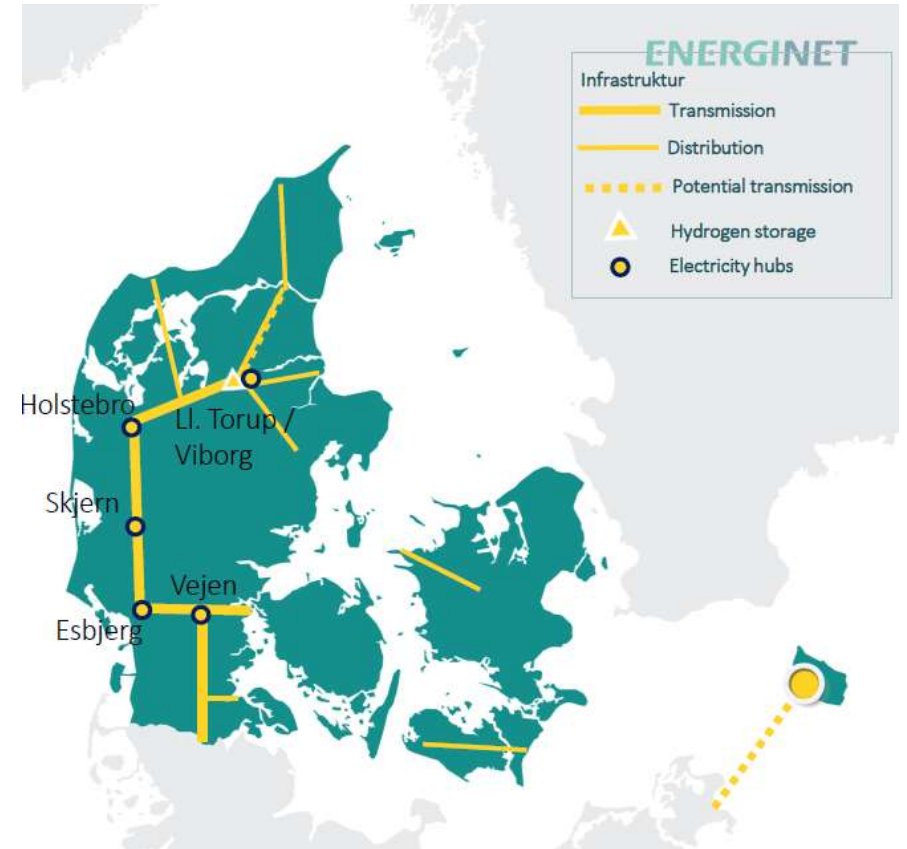 ENERGINET
Infrastruktur
Transmission
Distribution
Potential transmission
Hydrogen storage
Electricity hubs
Holstebro
Ll. Torup /
Viborg
Skjern
Vejen
Esbjerg